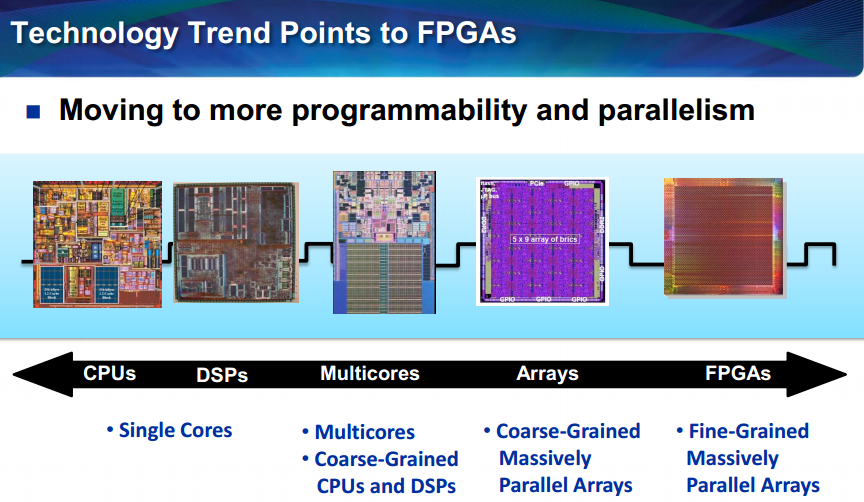 Technology Trend Points to FPGAs
Moving to more programmability and parallelism
PCIe GPIO
5 x 9 array of brics
GPIO
GPIO GPIO GPIO
CPUs DSPs Multicores Arrays FPGAs
• Single Cores
• Multicores
• Coarse-Grained
CPUs and DSPs
• Coarse-Grained
Massively
Parallel Arrays
• Fine-Grained
Massively
Parallel Arrays